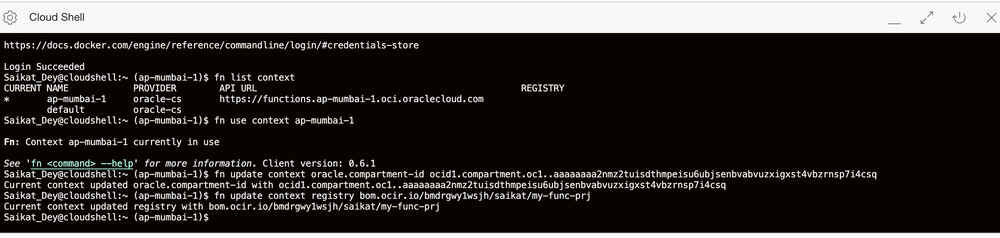 Cloud Shell
https://docs.docker.com/engine/reference/commandline/login/#credentials-store
Login Succeeded
Saikat_Dey@cloudshell:~ (ap-mumbai-1)$ fn list context
CURRENT NAME PROVIDER API URL REGISTRY
* ap-mumbai-1 oracle-cs https://functions.ap-mumbai-1.oci.oraclecloud.com
default oracle-cs
Saikat_Dey@cloudshell:~ (ap-mumbai-1)$ fn use context ap-mumbai-1
Fn: Context ap-mumbai-1 currently in use
See 'fn <command> --help' for more information. Client version: 0.6.1
Saikat_Dey@cloudshell:~ (ap-mumbai-1)$ fn update context oracle.compartment-id ocid1.compartment.oc1..aaaaaaaa2nmz2tuisdthmpeisu6ubjsenbvabvuzxigxst4vbzrnsp7i4csq
Current context updated oracle.compartment-id with ocid1.compartment.oc1..aaaaaaaa2nmz2tuisdthmpeisu6ubjsenbvabvuzxigxst4vbzrnsp7i4csq
Saikat_Dey@cloudshell:~ (ap-mumbai-1)$ fn update context registry bom.ocir.io/bmdrgwy1wsjh/saikat/my-func-prj
Current context updated registry with bom.ocir.io/bmdrgwy1wsjh/saikat/my-func-prj
Saikat_Dey@cloudshell:~ (ap-mumbai-1)$